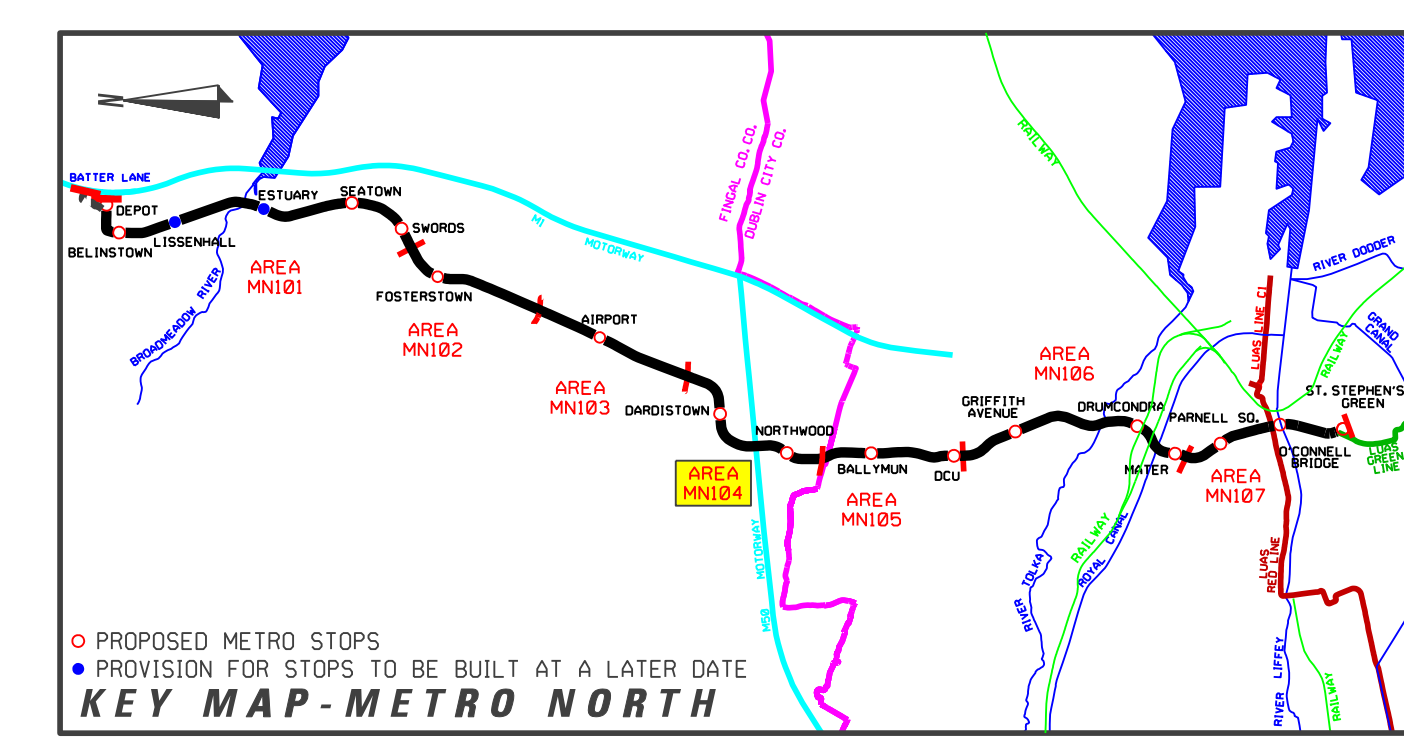 BATTER LANE
DEPOT
BELINSTOWN
LISSENHALL
ESTUARY
SEATOWN
SWORDS
FOSTERSTOWN
AREA
MN101
BROADMEADOW RIVER
AREA
MN102
AIRPORT
AREA
MN103
DARDISTOWN
M1
MOTORWAY
FINGAL CO. CO.
DUBLIN CITY CO.
NORTHWOOD
AREA
MN104
MOTORWAY
M50
BALLYMUN
AREA
MN105
DCU
GRIFFITH
AVENUE
AREA
MN106
DRUMCONDRA
MATER
PARNELL SQ.
AREA
MN107
O'CONNELL
BRIDGE
ST. STEPHEN'S
GREEN
LUAS
GREEN
LINE
RAILWAY
LUAS LINE C1
RIVER DODDER
GRAND
CANAL
RAILWAY
RAILWAY
ROYAL CANAL
RIVER TOLKA
LUAS
RED LINE
RIVER LIFFEY
RAILWAY
PROPOSED METRO STOPS
PROVISION FOR STOPS TO BE BUILT AT A LATER DATE
KEY MAP-METRO NORTH